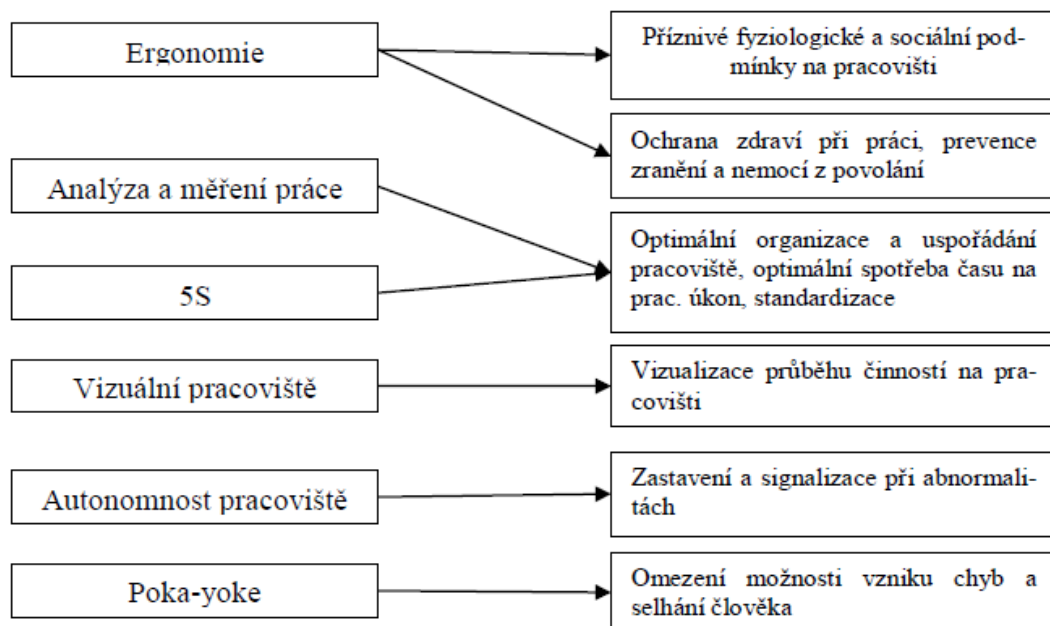 Ergonomie
Příznivé fyziologické a sociální pod-
mínky na pracovišti
Ochrana zdraví při práci, prevence
zranění a nemocí z povolání
Analýza a měření práce
Optimální organizace a uspořádání
pracoviště, optimální spotřeba času na
prac. úkon, standardizace
5S
Vizuální pracoviště
Vizualizace průběhu činností na pra-
covišti
Autonomnost pracoviště
Zastavení a signalizace při abnormali-
tách
Poka-yoke
Omezení možnosti vzniku chyb a
selhání člověka